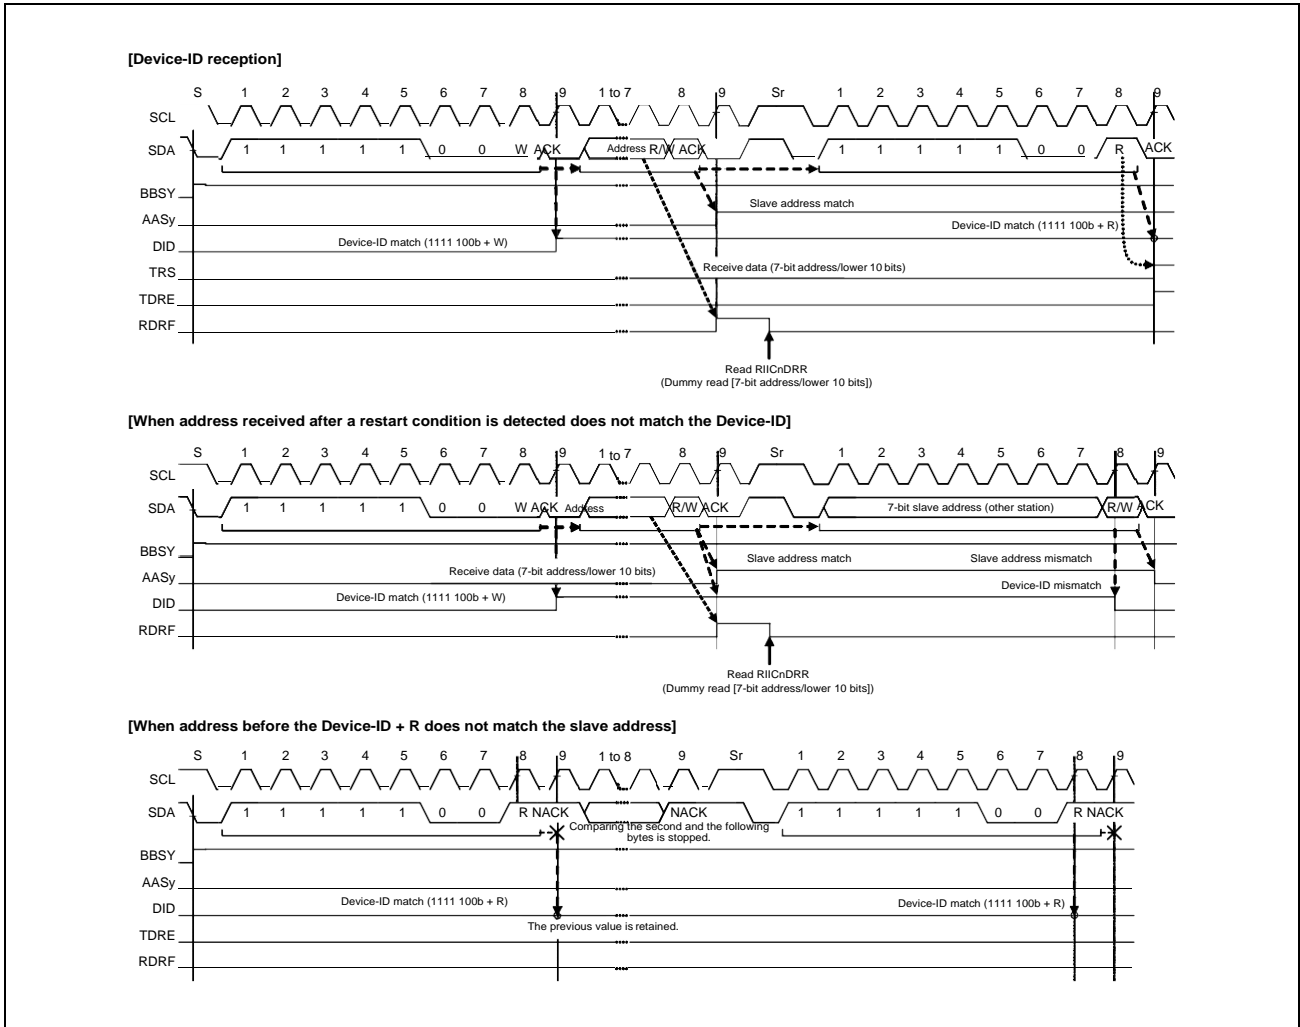 [Device-ID reception]
S 1 2 3 4 5 6 7 8 9 1 to 7 8 9 Sr 1 2 3 4 5 6 7 8 9
SCL
SDA 1 1 1 1 1 0 0 W ACK Address R/W ACK 1 1 1 1 1 0 0 R ACK
BBSY
Slave address match
AASy
Device-ID match (1111 100b + R)
DID Device-ID match (1111 100b + W)
TRS Receive data (7-bit address/lower 10 bits)
TDRE
RDRF
Read RIICnDRR
(Dummy read [7-bit address/lower 10 bits])
[When address received after a restart condition is detected does not match the Device-ID]
S 1 2 3 4 5 6 7 8 9 1 to 7 8 9 Sr 1 2 3 4 5 6 7 8 9
SCL
SDA 1 1 1 1 1 0 0 W ACK Address R/W ACK 7-bit slave address (other station) R/W ACK
BBSY
Slave address match Slave address mismatch
AASy Receive data (7-bit address/lower 10 bits)
Device-ID mismatch
DID Device-ID match (1111 100b + W)
RDRF
Read RIICnDRR
(Dummy read [7-bit address/lower 10 bits])
[When address before the Device-ID + R does not match the slave address]
S 1 2 3 4 5 6 7 8 9 1 to 8 9 Sr 1 2 3 4 5 6 7 8 9
SCL
SDA 1 1 1 1 1 0 0 R NACK NACK 1 1 1 1 1 0 0 R NACK
Comparing the second and the following
bytes is stopped.
BBSY
AASy
Device-ID match (1111 100b + R) Device-ID match (1111 100b + R)
DID
The previous value is retained.
TDRE
RDRF